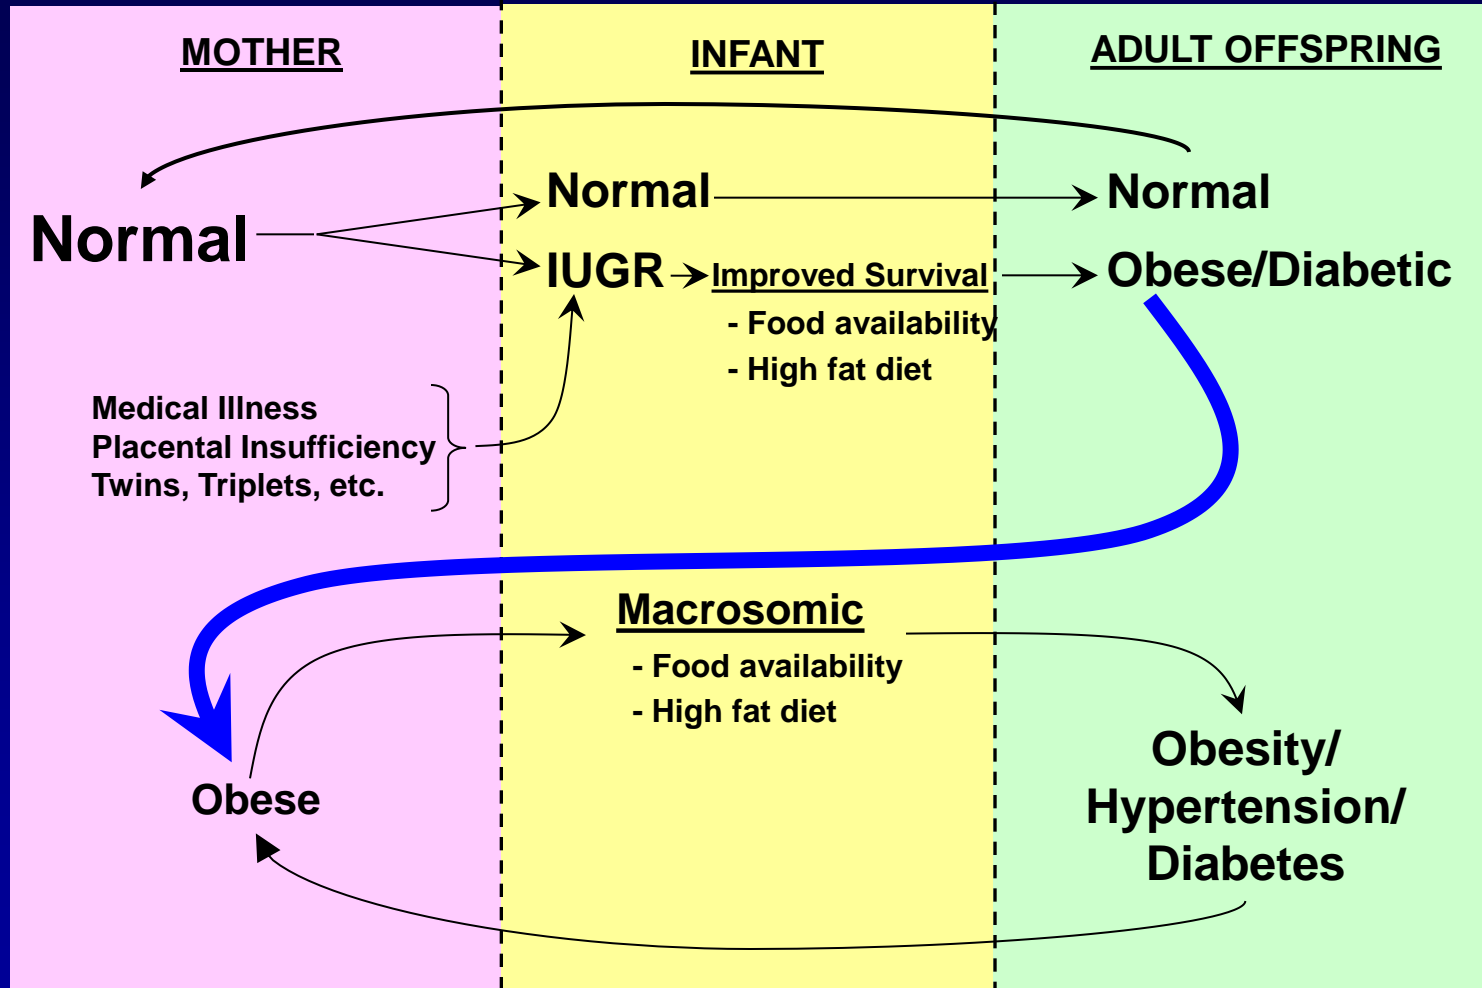 MOTHER
INFANT
ADULT OFFSPRING
Normal
Normal
Normal
IUGR
Improved Survival
- Food availability
- High fat diet
Obese/Diabetic
Medical Illness
Placental Insufficiency
Twins, Triplets, etc.
Macrosomic
- Food availability
- High fat diet
Obese
Obesity/
Hypertension/
Diabetes